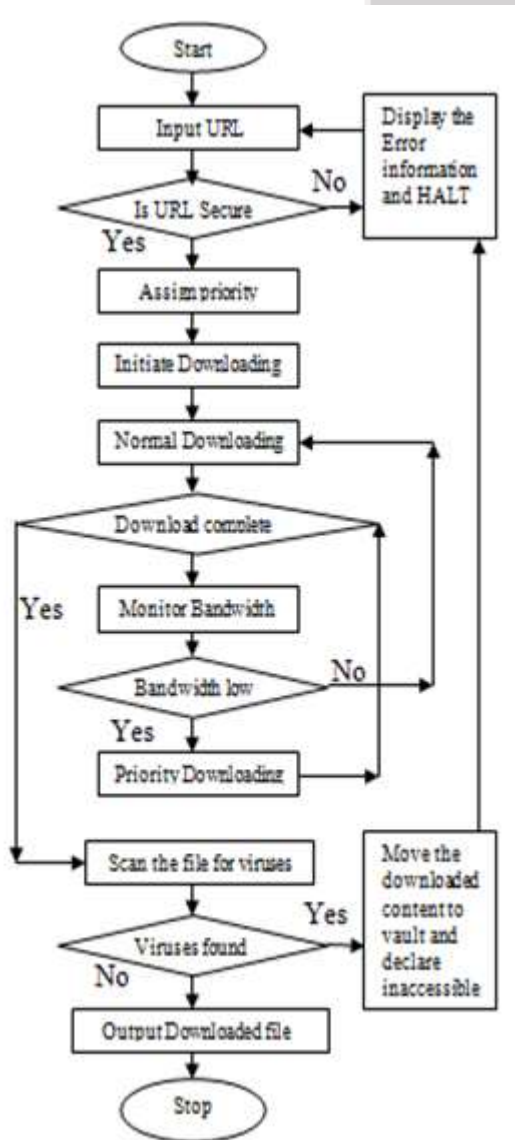 Start
Input URL
Display the
Error
information
and HALT
No
Is URL Secure
Yes
Assign priority
Initiate Downloading
Normal Downloading
Download complete
Yes
Monitor Bandwidth
No
Bandwidth low
Yes
Priority Downloading
Scan the file for viruses
Move the
downloaded
content to
vault and
declare
inaccessible
Yes
Viruses found
No
Output Downloaded file
Stop